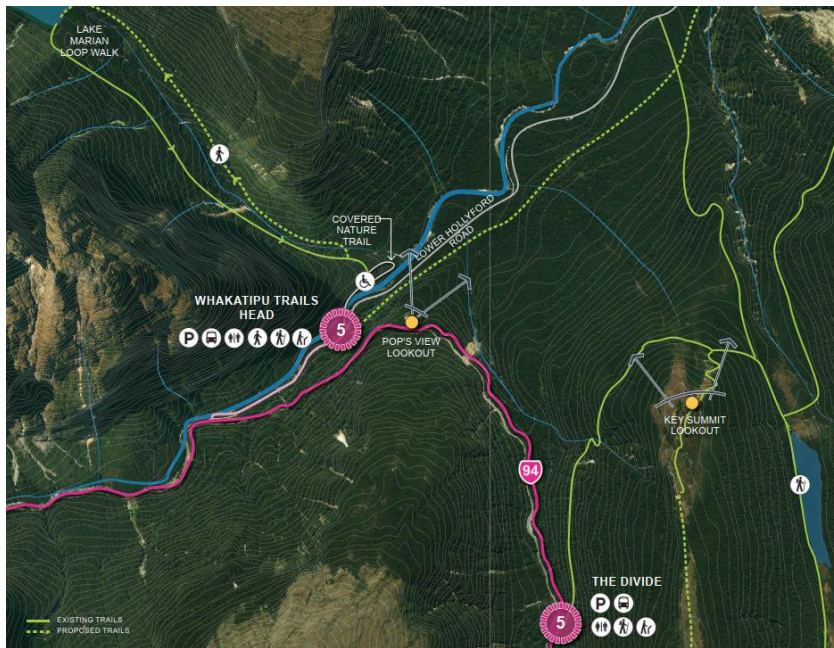 LAKE
MARIAN
LOOP WALK
COVERED
NATURE
TRAIL
LOWER HOLLYFORD
ROAD
WHAKATIPU TRAILS
HEAD
P
5
POP'S VIEW
LOOKOUT
KEY SUMMIT
LOOKOUT
94
THE DIVIDE
P
5
EXISTING TRAILS
PROPOSED TRAILS